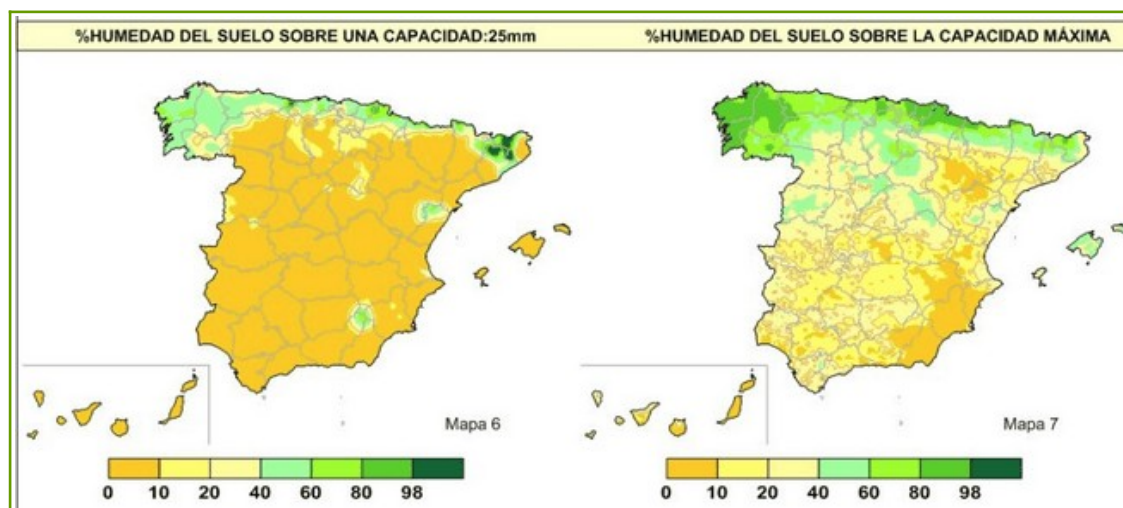 %HUMEDAD DEL SUELO SOBRE UNA CAPACIDAD:25mm
%HUMEDAD DEL SUELO SOBRE LA CAPACIDAD MÁXIMA
Mapa 6
Mapa 7
0 10 20 40 60 80 98
0 10 20 40 60 80 98